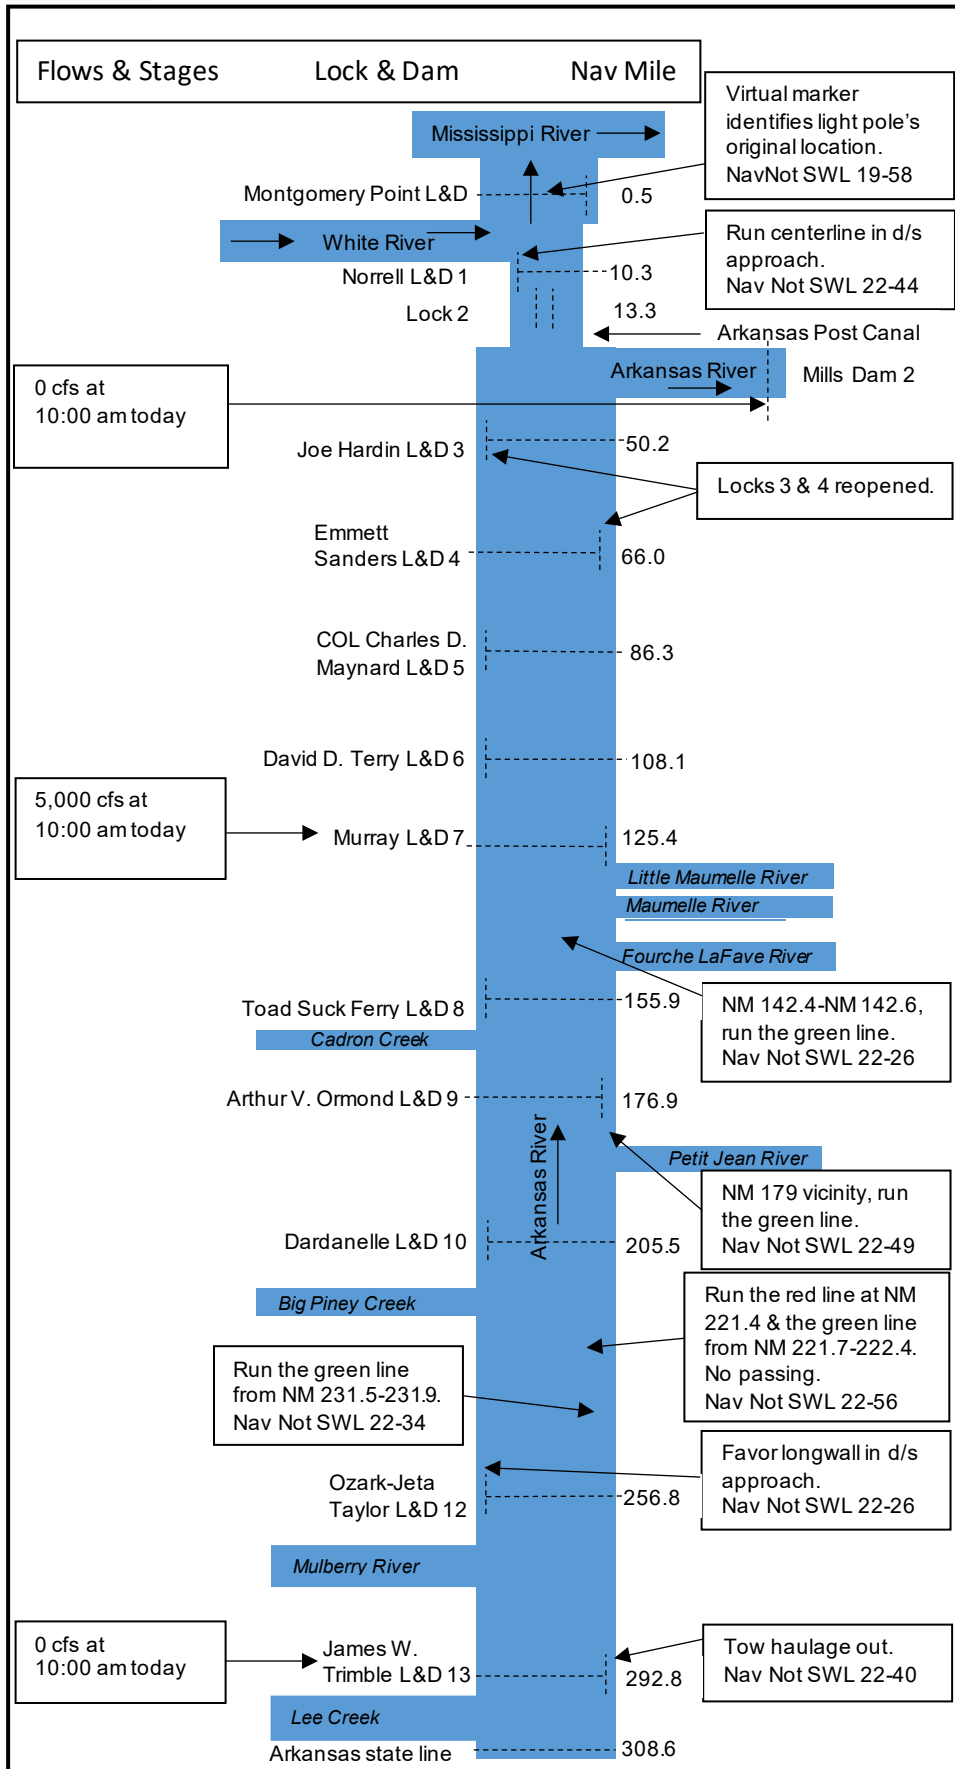 Flows & Stages Lock & Dam Nav Mile
Virtual marker
identifies light pole's
original location.
NavNot SWL 19-58
Mississippi River
Montgomery Point L&D
0.5
White River
Run centerline in d/s
approach.
Nav Not SWL 22-44
Norrell L&D 1
10.3
Lock 2
13.3
Arkansas Post Canal
Arkansas River
Mills Dam 2
0 cfs at
10:00 am today
Joe Hardin L&D 3
50.2
Locks 3 & 4 reopened.
Emmett
Sanders L&D 4
66.0
COL Charles D.
Maynard L&D 5
86.3
David D. Terry L&D 6
108.1
5,000 cfs at
10:00 am today
Murray L&D 7
125.4
Little Maumelle River
Maumelle River
Fourche LaFave River
Toad Suck Ferry L&D 8
155.9
NM 142.4-NM 142.6,
run the green line.
Nav Not SWL 22-26
Cadron Creek
Arthur V. Ormond L&D 9
176.9
Arkansas River
Petit Jean River
NM 179 vicinity, run
the green line.
Nav Not SWL 22-49
Dardanelle L&D 10
205.5
Big Piney Creek
Run the red line at NM
221.4 & the green line
from NM 221.7-222.4.
No passing.
Nav Not SWL 22-56
Run the green line
from NM 231.5-231.9.
Nav Not SWL 22-34
Favor longwall in d/s
approach.
Nav Not SWL 22-26
Ozark-Jeta
Taylor L&D 12
256.8
Mulberry River
0 cfs at
10:00 am today
James W.
Trimble L&D 13
292.8
Tow haulage out.
Nav Not SWL 22-40
Lee Creek
Arkansas state line
308.6